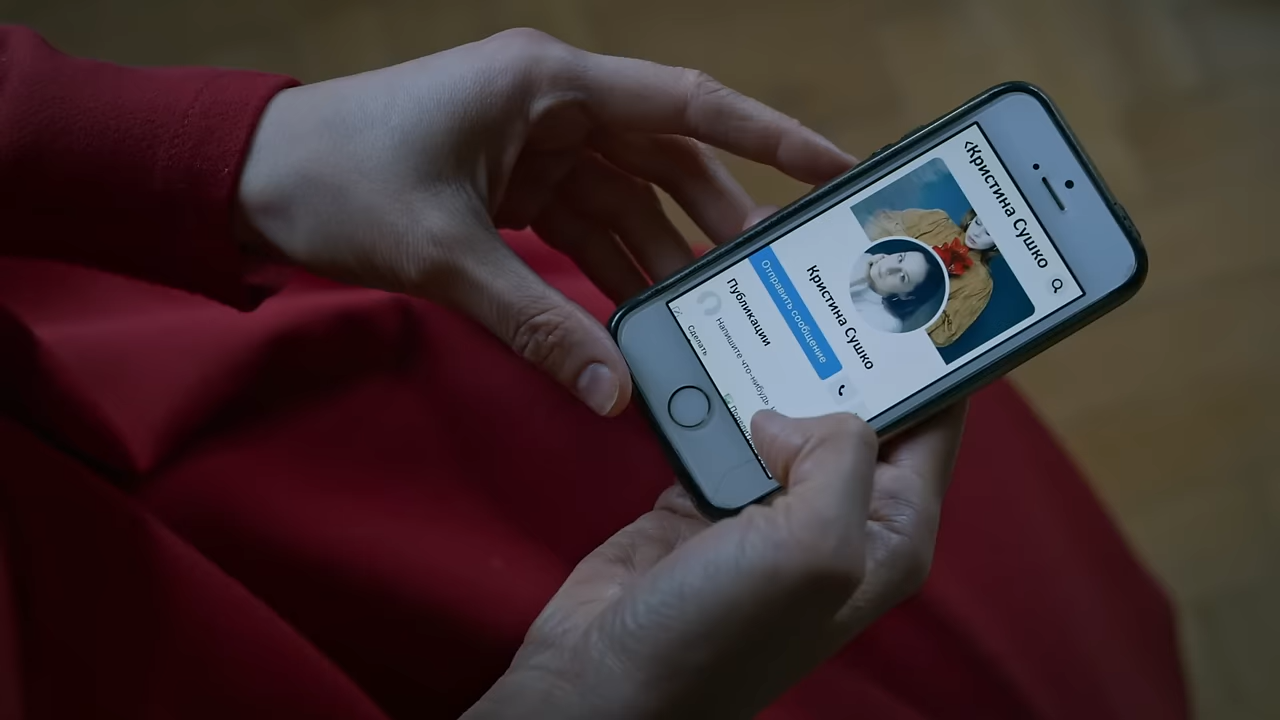 Кристина Сушко
Кристина Сушко
Отправить сообщение
Публикации
Напишите что-нибудь
Сделать